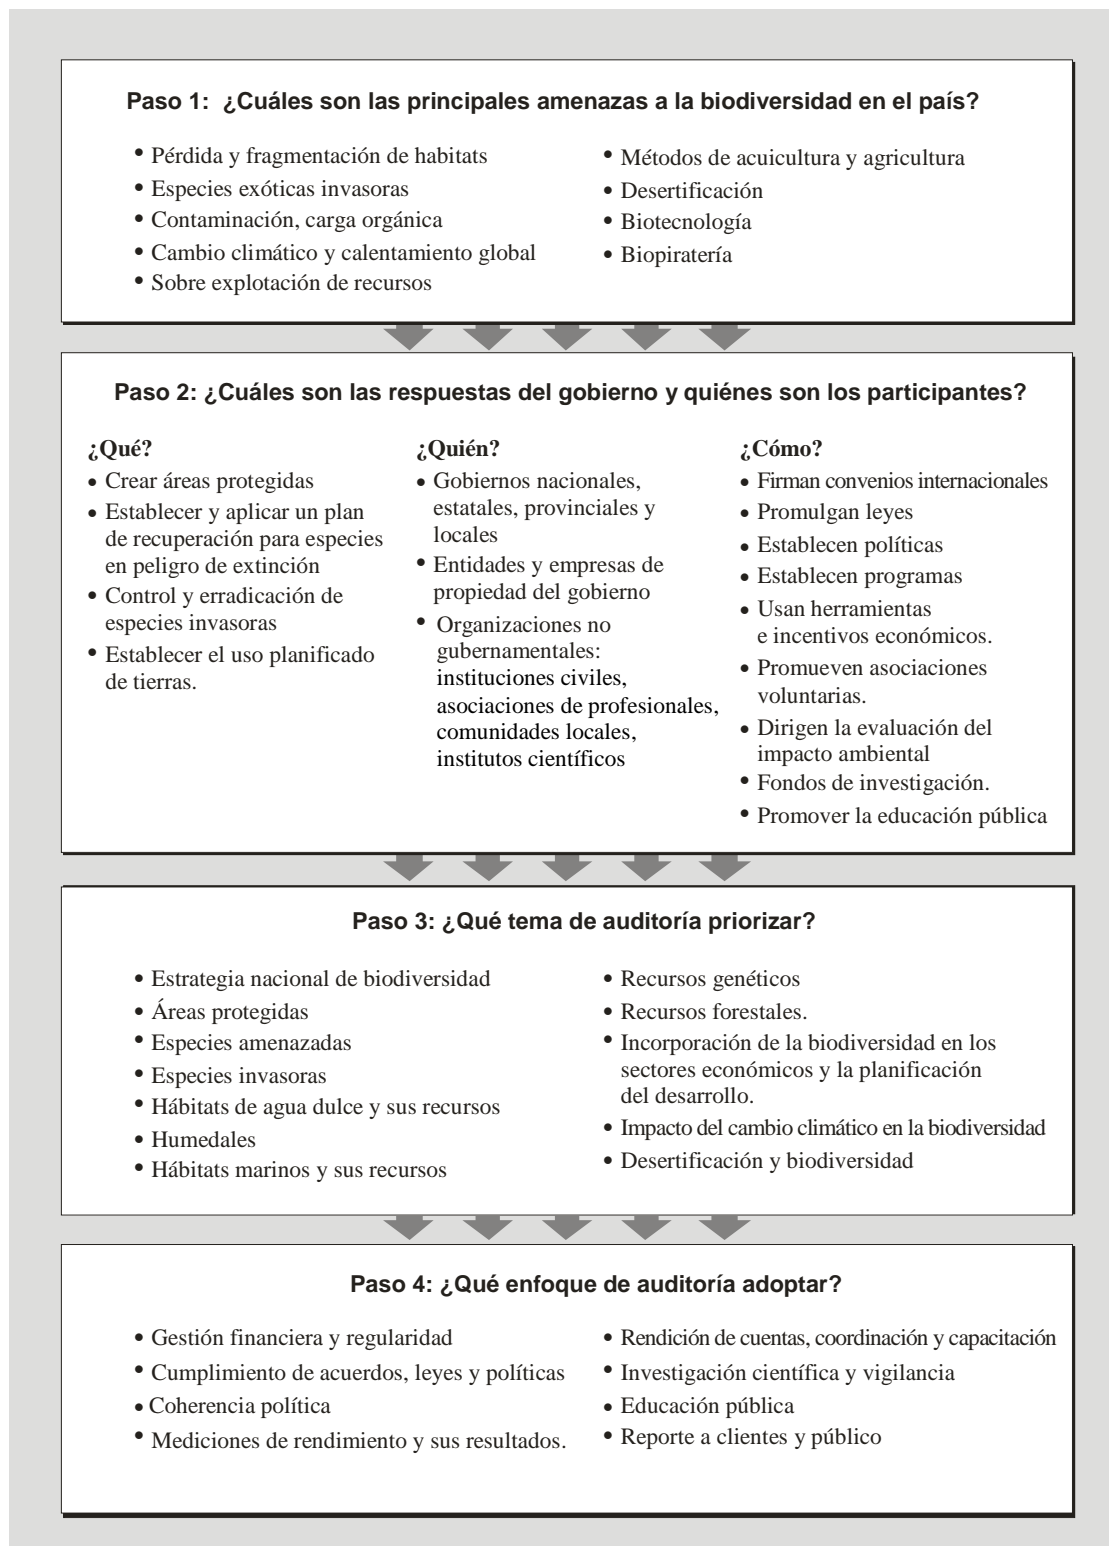 Paso 1: ¿Cuáles son las principales amenazas a la biodiversidad en el país?
• Pérdida y fragmentación de habitats
• Especies exóticas invasoras
• Contaminación, carga orgánica
• Cambio climático y calentamiento global
• Sobre explotación de recursos
• Métodos de acuicultura y agricultura
• Desertificación
• Biotecnología
• Biopiratería
Paso 2: ¿Cuáles son las respuestas del gobierno y quiénes son los participantes?
¿Qué?
• Crear áreas protegidas
• Establecer y aplicar un plan
de recuperación para especies
en peligro de extinción
• Control y erradicación de
especies invasoras
• Establecer el uso planificado
de tierras.
¿Quién?
• Gobiernos nacionales,
estatales, provinciales y
locales
• Entidades y empresas de
propiedad del gobierno
• Organizaciones no
gubernamentales:
instituciones civiles,
asociaciones de profesionales,
comunidades locales,
institutos científicos
¿Cómo?
• Firman convenios internacionales
• Promulgan leyes
• Establecen políticas
• Establecen programas
• Usan herramientas
e incentivos económicos.
• Promueven asociaciones
voluntarias.
• Dirigen la evaluación del
impacto ambiental
• Fondos de investigación.
• Promover la educación pública
Paso 3: ¿Qué tema de auditoría priorizar?
• Estrategia nacional de biodiversidad
• Áreas protegidas
• Especies amenazadas
• Especies invasoras
• Hábitats de agua dulce y sus recursos
• Humedales
• Hábitats marinos y sus recursos
• Recursos genéticos
• Recursos forestales.
• Incorporación de la biodiversidad en los
sectores económicos y la planificación
del desarrollo.
• Impacto del cambio climático en la biodiversidad
• Desertificación y biodiversidad
Paso 4: ¿Qué enfoque de auditoría adoptar?
• Gestión financiera y regularidad
• Cumplimiento de acuerdos, leyes y políticas
• Coherencia política
• Mediciones de rendimiento y sus resultados.
• Rendición de cuentas, coordinación y capacitación
• Investigación científica y vigilancia
• Educación pública
• Reporte a clientes y público